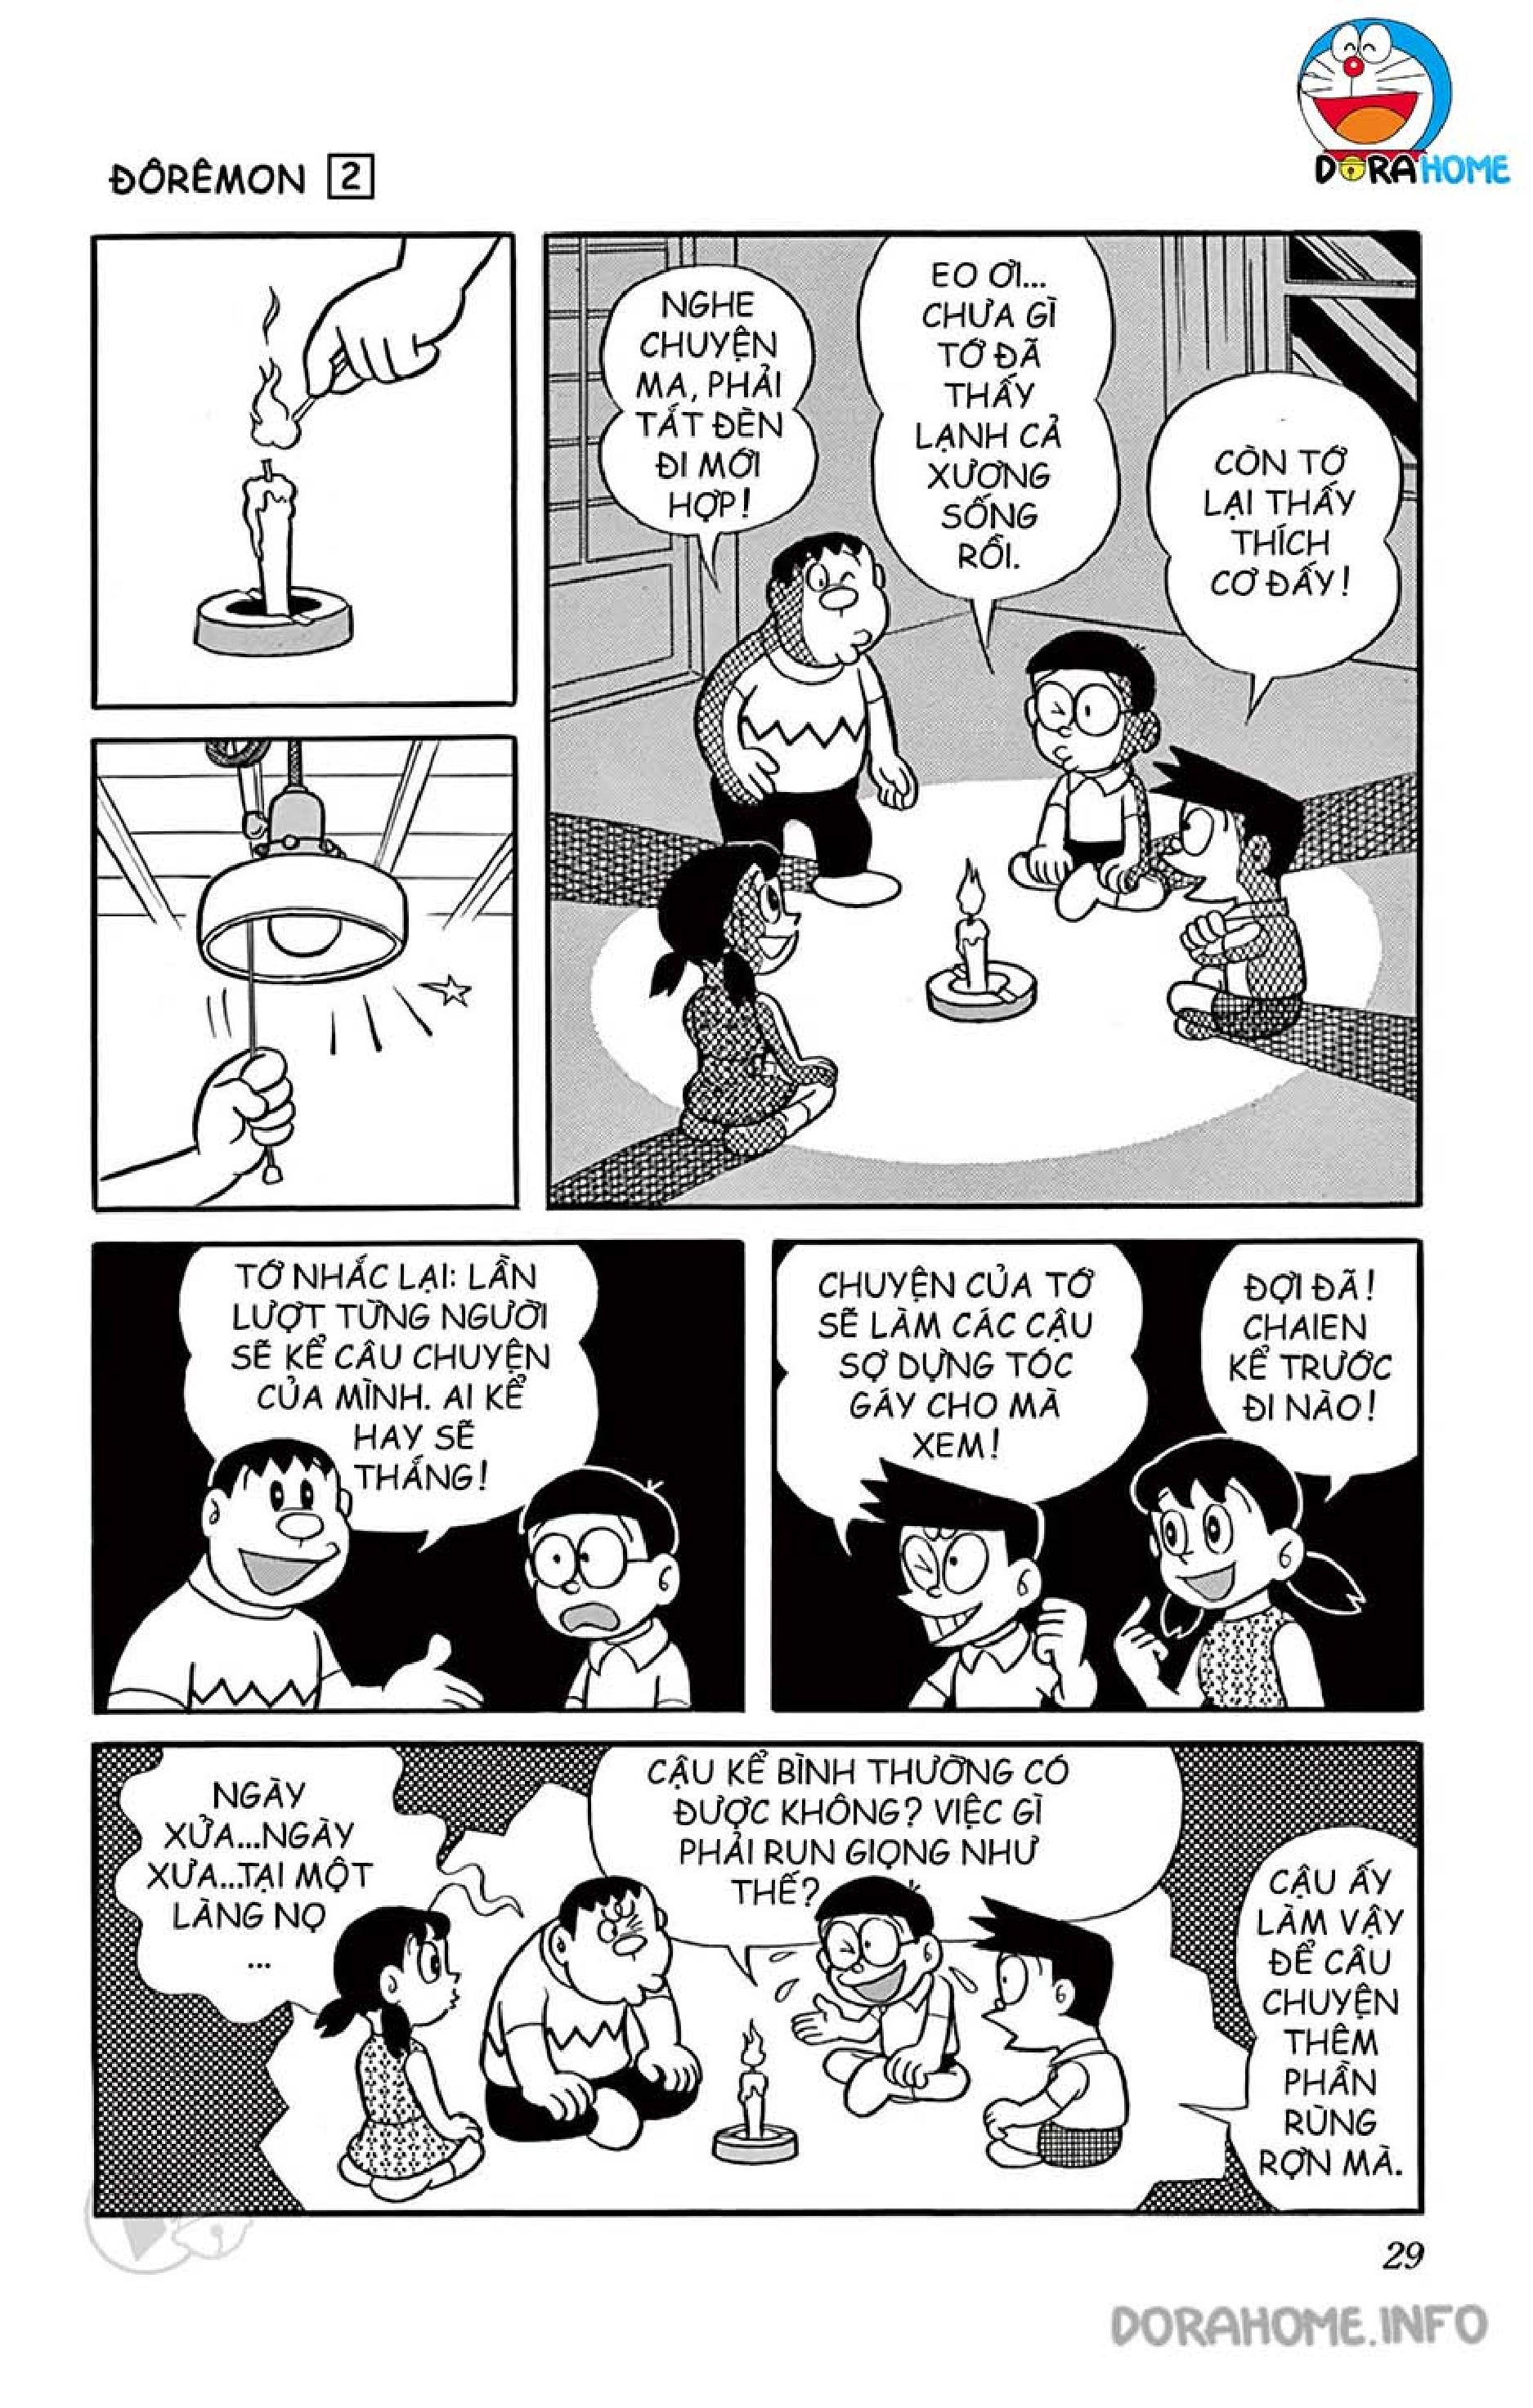 DORAHOME
ĐÔRÊMON 2
NGHE
CHUYỆN
MA, PHẢI
TẮT ĐÈN
ĐI MỚI
HỢP!
EO ƠI...
CHƯA GÌ
TỚ ĐÃ
THẤY
LẠNH CẢ
XƯƠNG
SỐNG
RỒI.
CÒN TỚ
LẠI THẤY
THÍCH
CƠ ĐẤY!
TỚ NHẮC LẠI: LẦN
LƯỢT TỪNG NGƯỜI
SẼ KỂ CÂU CHUYỆN
CỦA MÌNH. AI KỂ
HAY SẼ
THẮNG!
CHUYỆN CỦA TỚ
SẼ LÀM CÁC CẬU
SỢ DỰNG TÓC
GÁY CHO MÀ
XEM!
ĐỢI ĐÃ!
CHAIEN
KỂ TRƯỚC
ĐI NÀO!
NGÀY
XỬA...NGÀY
XƯA...TẠI MỘT
LÀNG NỌ
...
CẬU KỂ BÌNH THƯỜNG CÓ
ĐƯỢC KHÔNG? VIỆC GÌ
PHẢI RUN GIỌNG NHƯ
THẾ?
CẬU ẤY
LÀM VẬY
ĐỂ CÂU
CHUYỆN
THÊM
PHẦN
RÙNG
RỢN MÀ.
29
DORAHOME.INFO